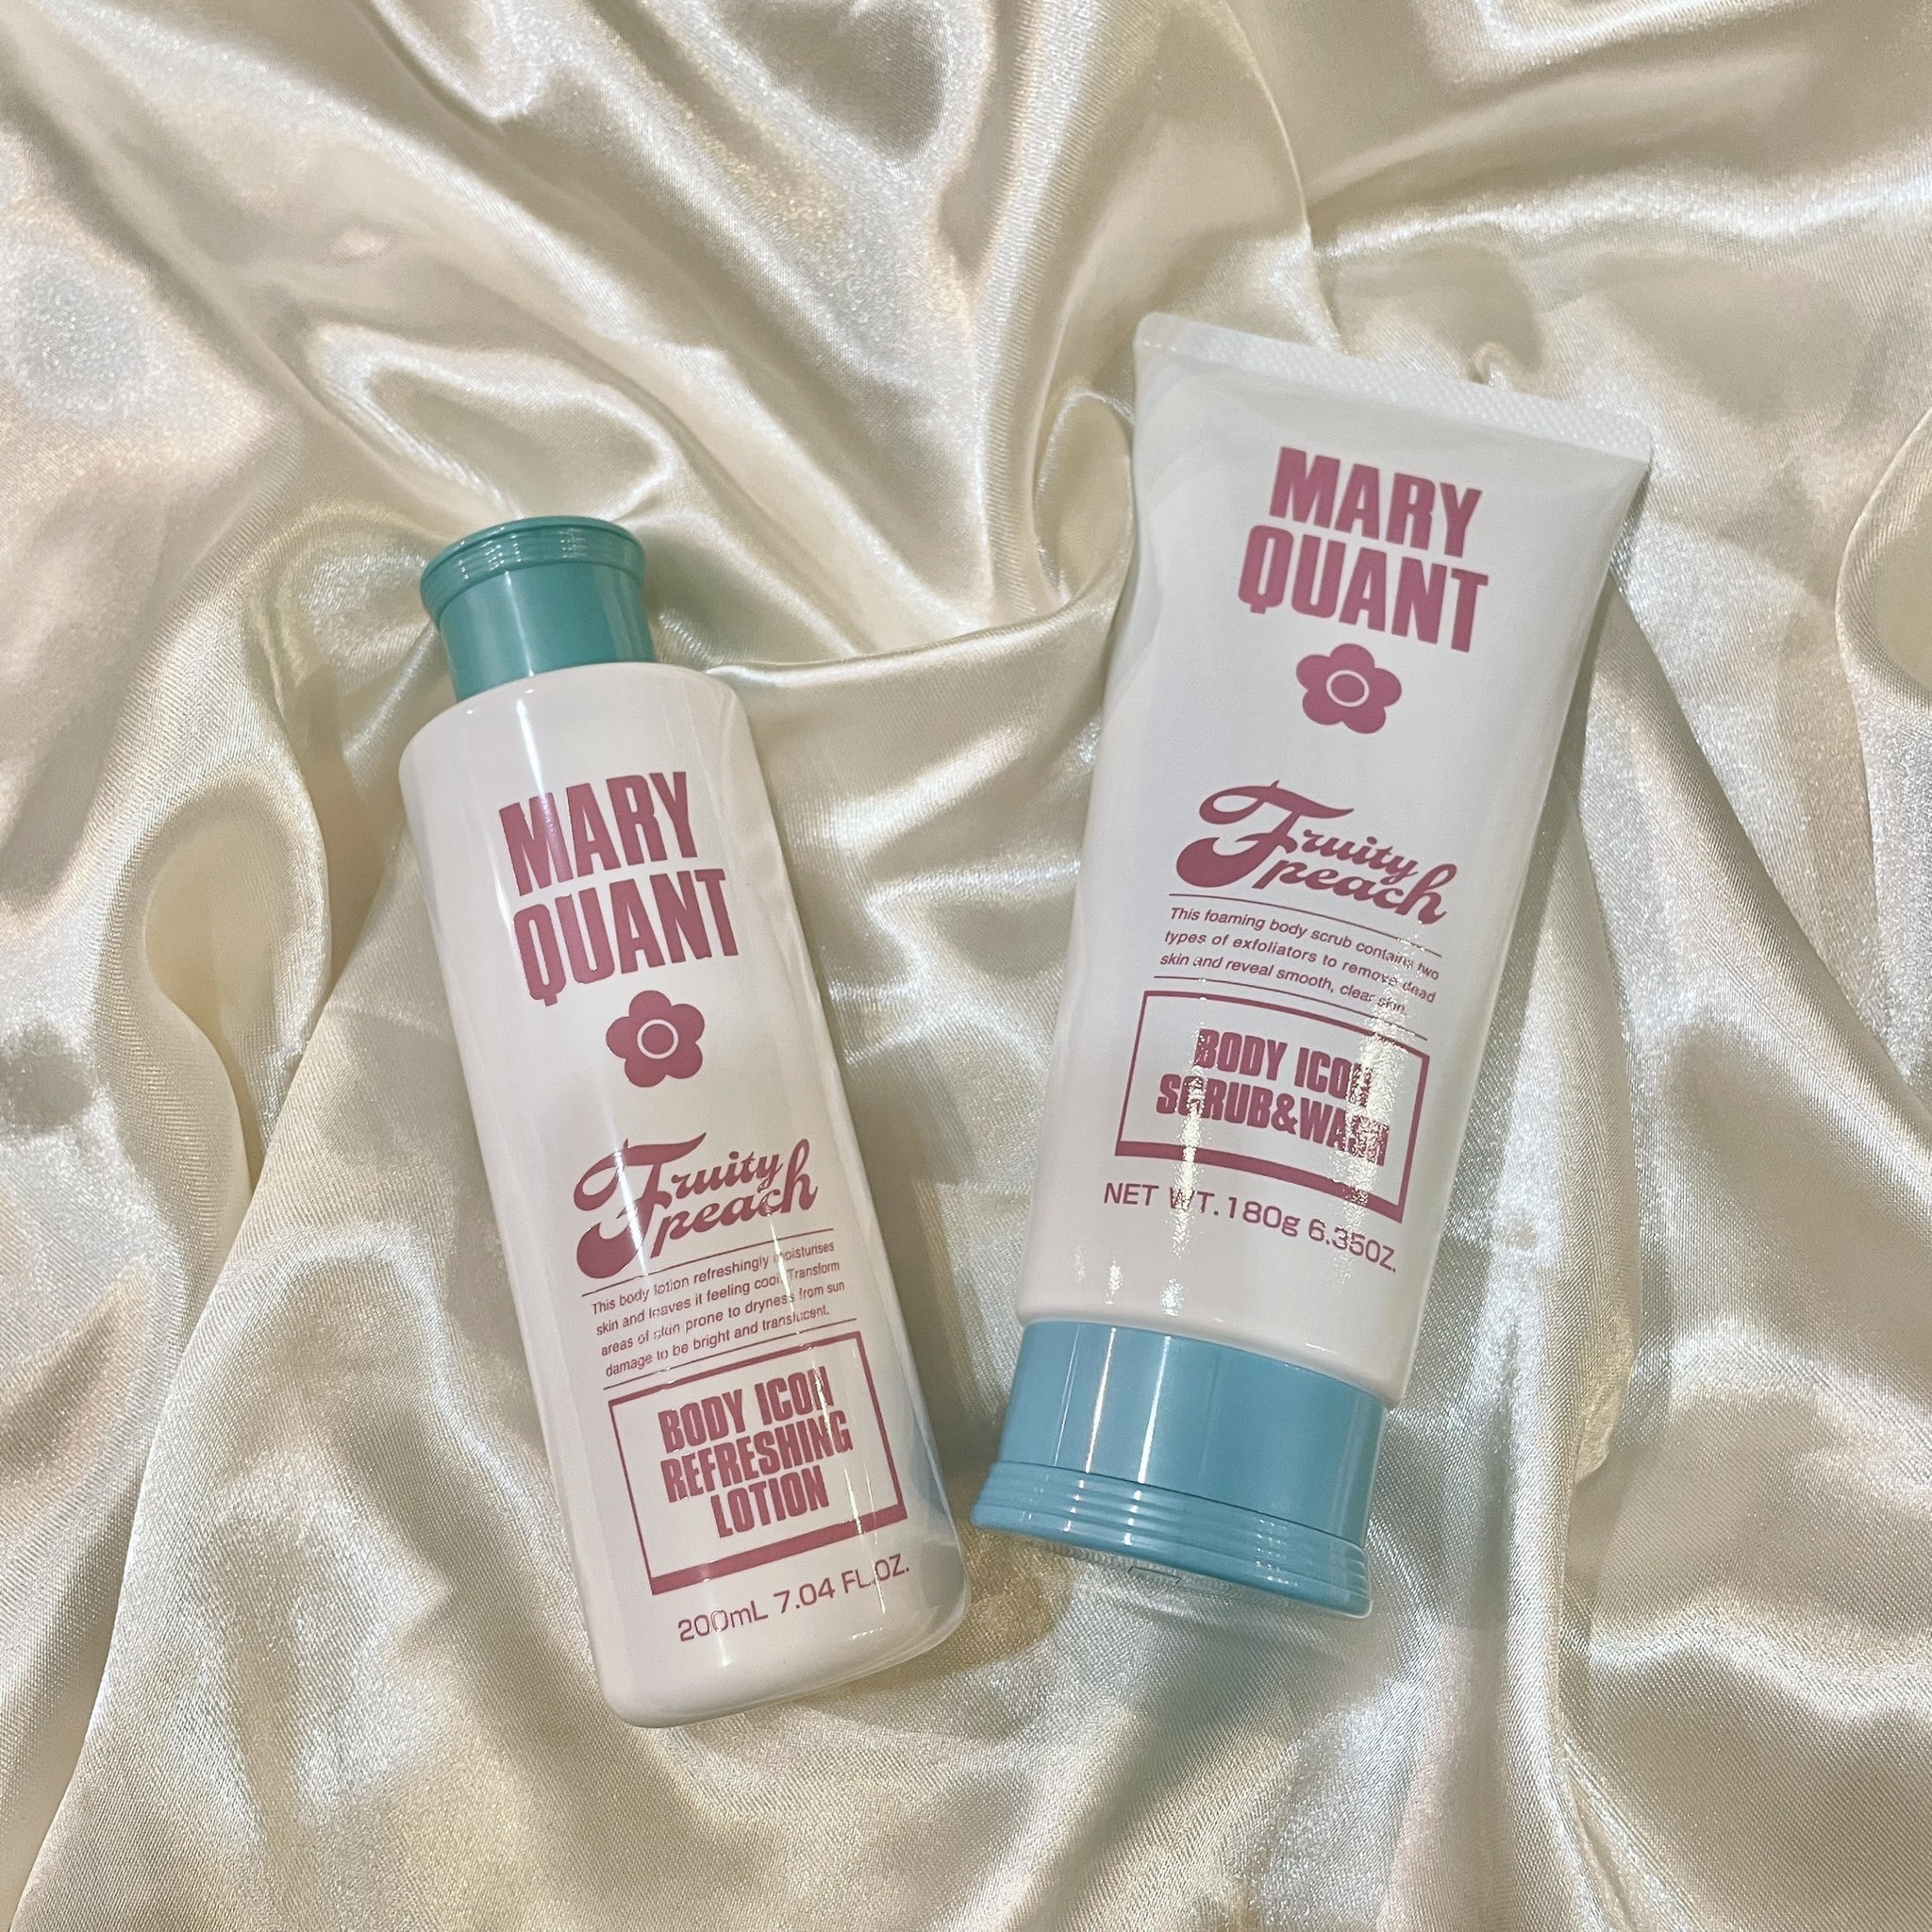 MARY
QUANT
Fruity
peach
This body lotion refreshingly moisturises
skin and leaves it feeling cool. Transform
areas of skin prone to dryness from sun
damage to be bright and translucent.
BODY ICON
REFRESHING
LOTION
200mL 7.04 FL.OZ.
MARY
QUANT
Fruity
peach
This foaming body scrub contains two
types of exfoliators to remove dead
skin and reveal smooth, clear skin.
BODY ICON
SCRUB&WASH
NET WT.180g 6.35OZ.